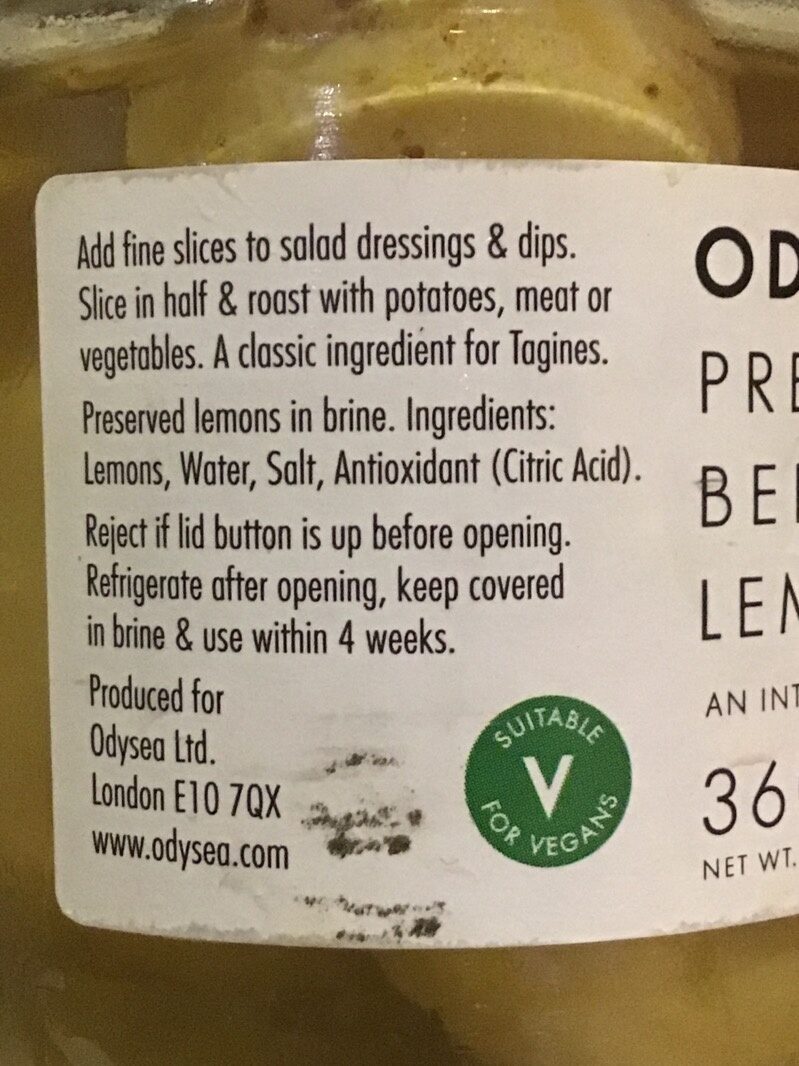 Add fine slices to salad dressings & dips.
Slice in half & roast with potatoes, meat or
vegetables. A classic ingredient for Tagines.
Preserved lemons in brine. Ingredients:
Lemons, Water, Salt, Antioxidant (Citric Acid).
Reject if lid button is up before opening.
Refrigerate after opening, keep covered
in brine & use within 4 weeks.
Produced for
Odysea Ltd.
London E10 7QX
www.odysea.com
SUITABLE
V
FOR VEGANS
OD
PRE
BE
LEM
AN INT
36
NET WT.